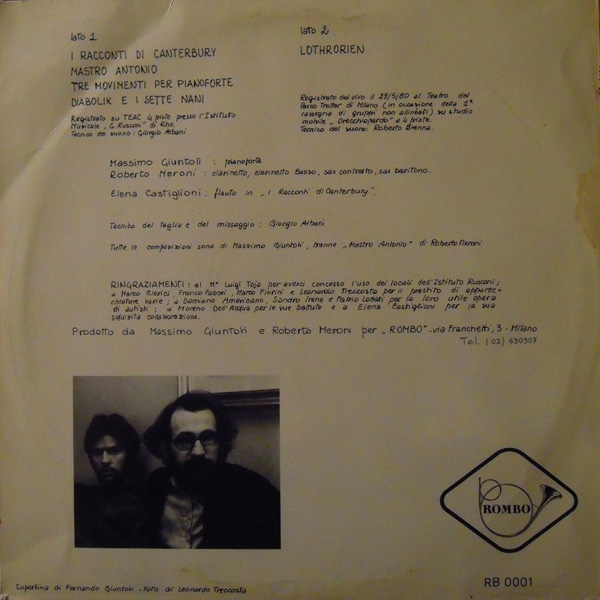 lato 1
I RACCONTI DI CANTERBURY
MASTRO ANTONIO
TRE MOVIMENTI PER PIANOFORTE
DIABOLIK E I SETTE NANI
Registrato su TEAC 4 piste presso l'Istituto
Musicale „G. Rusconi" di Rho.
Tecnico del suono: Giorgio Albani
lato 2
LOTHRORIEN
Registrato dal vivo il 29/5/80 al Teatro del
Parco Trotter di Milano (in occasione della 1ª
rassegna di gruppi non allineati) su studio
mobile „Orecchiopardo" a 4 piste.
Tecnico del suono: Roberto Brenna.
Massimo Giuntoli : pianoforte
Roberto Meroni : clarinetto, clarinetto Basso, sax contralto, sax baritono.
Elena Castiglioni : flauto in „I Racconti di Canterbury".
Tecnico del taglio e del missaggio : Giorgio Albani
Tutte le composizioni sono di Massimo Giuntoli, tranne „Mastro Antonio" di Roberto Meroni
RINGRAZIAMENTI : al Mº Luigi Toja per averci concesso l'uso dei locali dell'Istituto Rusconi ;
a Marco Franco Fabbri, Marco Fiorini e Leonardo Treccosta per il prestito di apparec-
chiature varie ; a Damiano Americano, Sandro Irene e per la loro utile opera
di autisti ; a Moreno Dell'Acqua per le sue battute e a Elena Castiglioni per la sua
squisita collaborazione.
Prodotto da Massimo Giuntoli e Roberto Meroni per „ROMBO" - via Franchetti, 3 - Milano
Tel. (02) 630307
ROMBO
RB 0001
Copertina di Fernando Giuntoli - Foto di Leonardo Treccosta